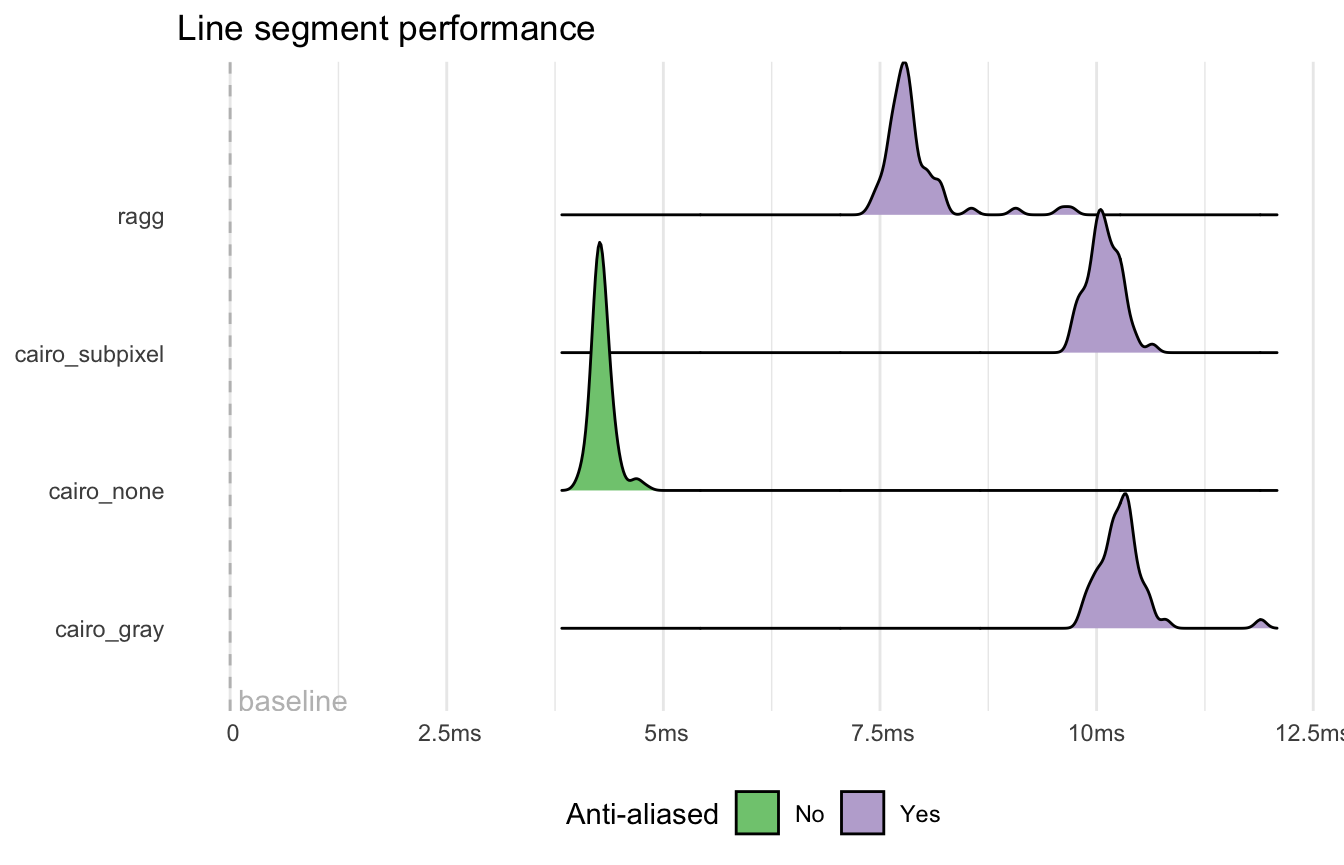 Line segment performance
ragg
cairo_subpixel
cairo_none
cairo_gray
baseline
0 2.5ms 5ms 7.5ms 10ms 12.5ms
Anti-aliased No Yes